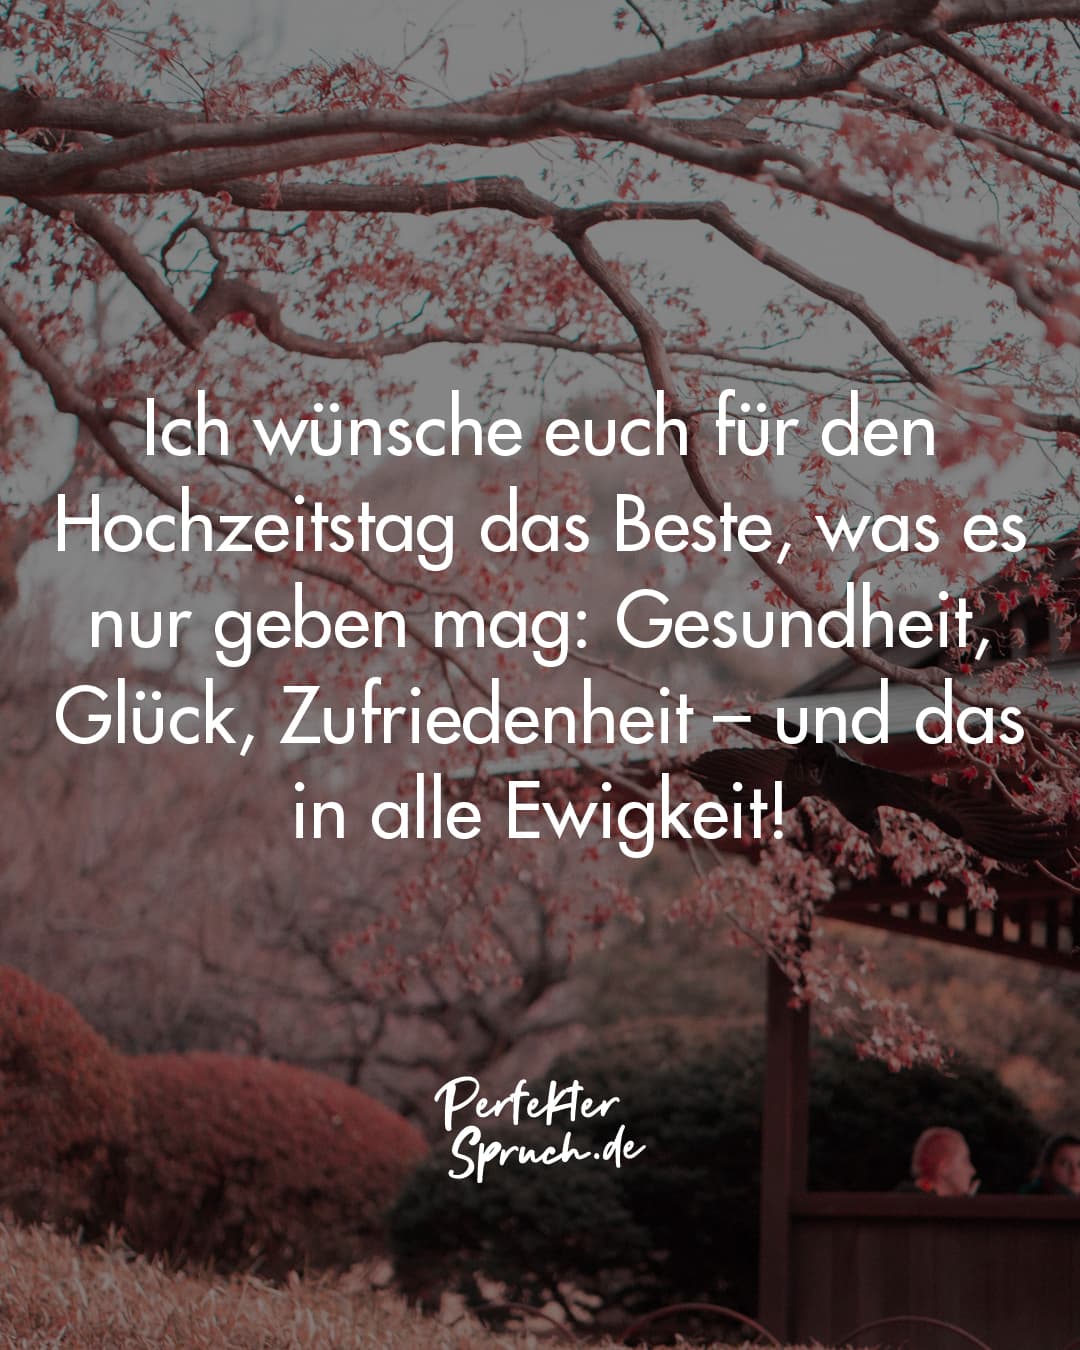 Ich wünsche euch für den
Hochzeitstag das Beste, was es
nur geben mag: Gesundheit,
Glück, Zufriedenheit – und das
in alle Ewigkeit!
Perfekter
Spruch.de